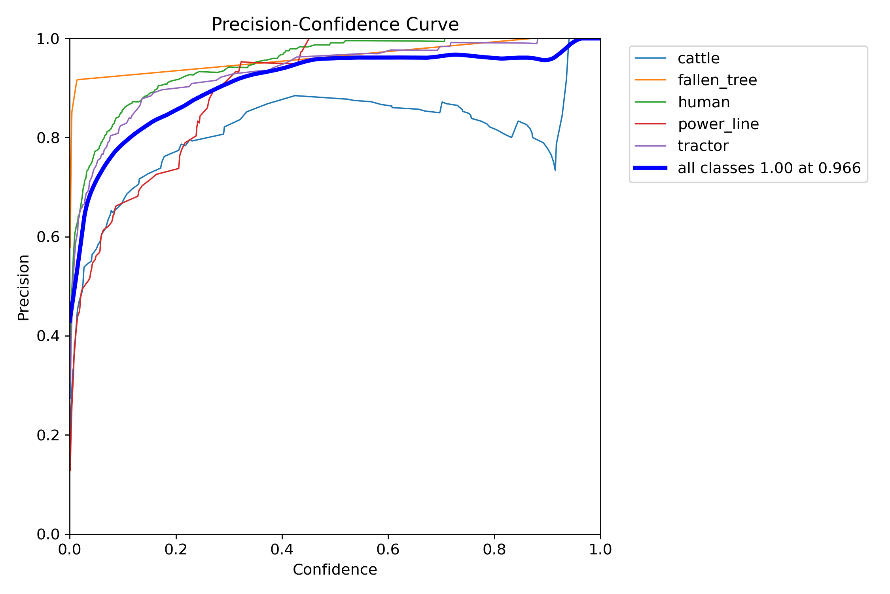 Precision-Confidence Curve
1.0
0.8
0.6
0.4
0.2
0.0
Precision
0.0 0.2 0.4 0.6 0.8 1.0
Confidence
cattle
fallen_tree
human
power_line
tractor
all classes 1.00 at 0.966